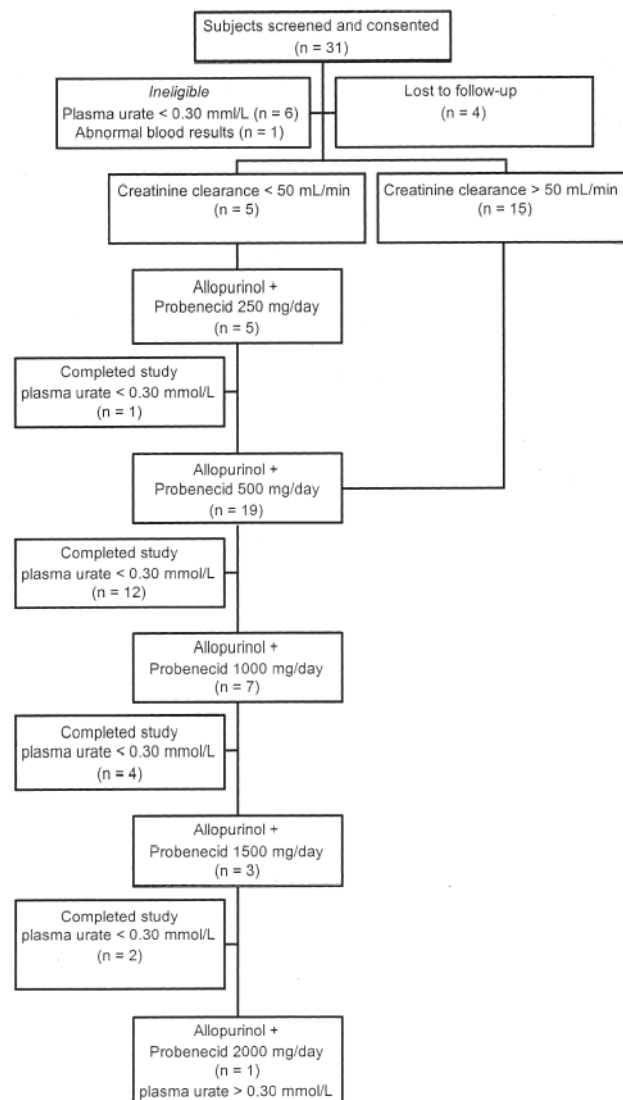 Subjects screened and consented
(n = 31)
Ineligible
Plasma urate < 0.30 mml/L (n = 6)
Abnormal blood results (n = 1)
Lost to follow-up
(n = 4)
Creatinine clearance < 50 mL/min
(n = 5)
Creatinine clearance > 50 mL/min
(n = 15)
Allopurinol +
Probenecid 250 mg/day
(n = 5)
Completed study
plasma urate < 0.30 mmol/L
(n = 1)
Allopurinol +
Probenecid 500 mg/day
(n = 19)
Completed study
plasma urate < 0.30 mmol/L
(n = 12)
Allopurinol +
Probenecid 1000 mg/day
(n = 7)
Completed study
plasma urate < 0.30 mmol/L
(n = 4)
Allopurinol +
Probenecid 1500 mg/day
(n = 3)
Completed study
plasma urate < 0.30 mmol/L
(n = 2)
Allopurinol +
Probenecid 2000 mg/day
(n = 1)
plasma urate > 0.30 mmol/L